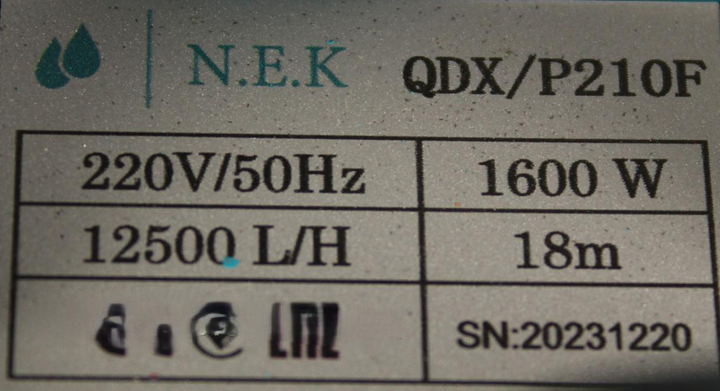 N.E.K QDX/P210F
220V/50Hz 1600 W
12500 L/H 18m
SN:20231220